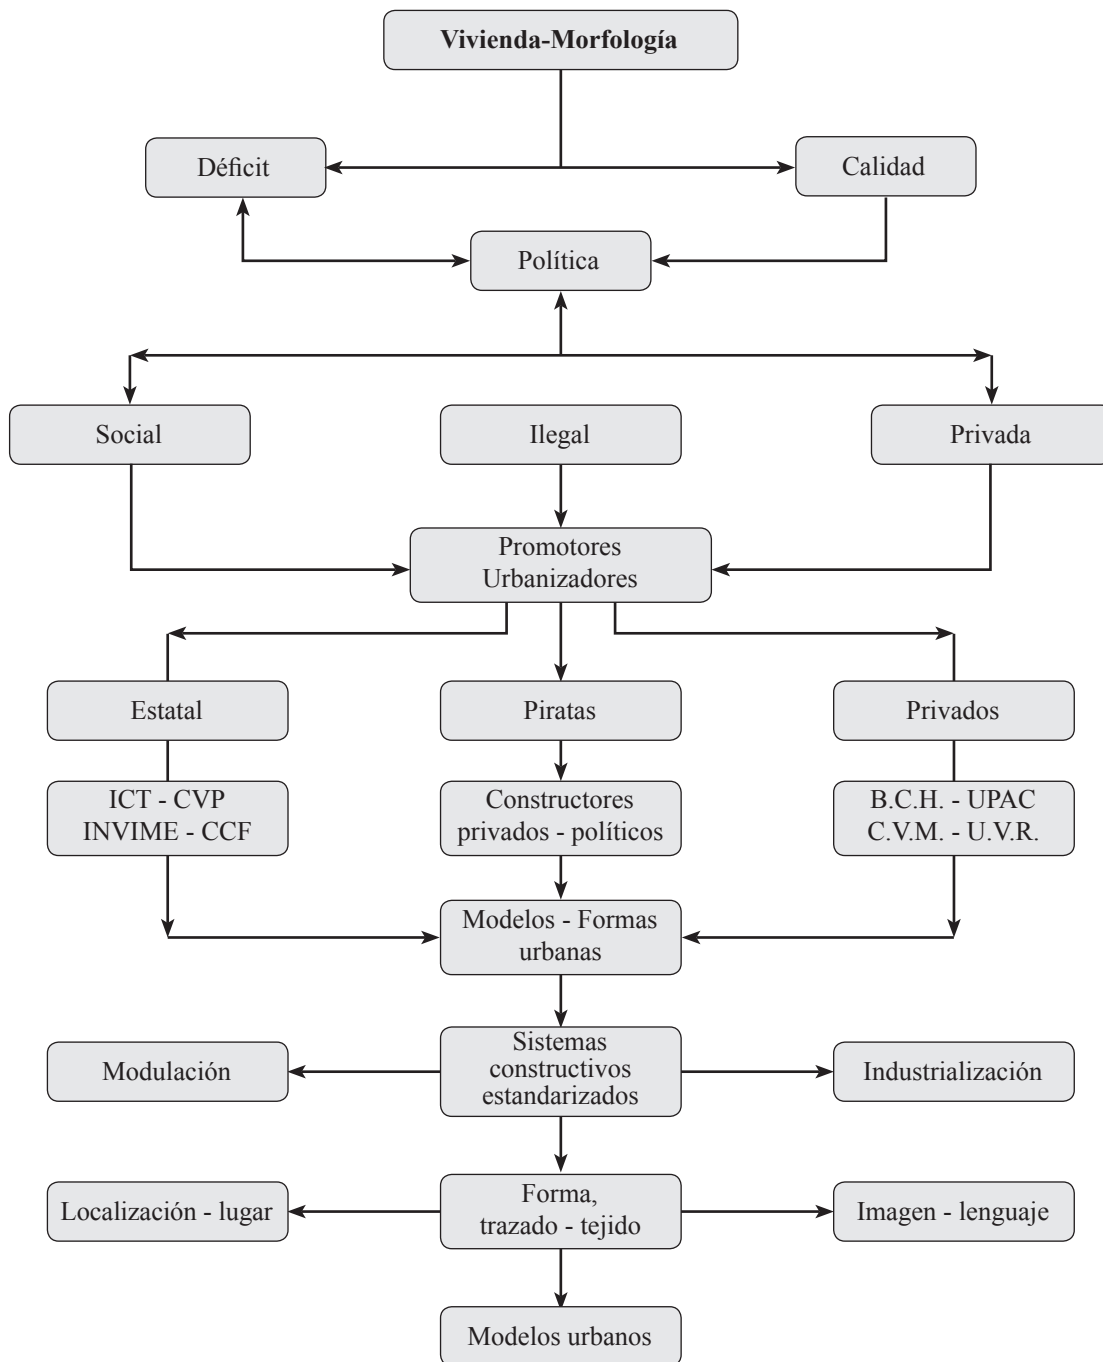 Vivienda-Morfología
Déficit
Calidad
Política
Social
Ilegal
Privada
Promotores
Urbanizadores
Estatal
Piratas
Privados
ICT - CVP
INVIME - CCF
Constructores
privados - políticos
B.C.H. - UPAC
C.V.M. - U.V.R.
Modelos - Formas
urbanas
Modulación
Sistemas
constructivos
estandarizados
Industrialización
Localización - lugar
Forma,
trazado - tejido
Imagen - lenguaje
Modelos urbanos